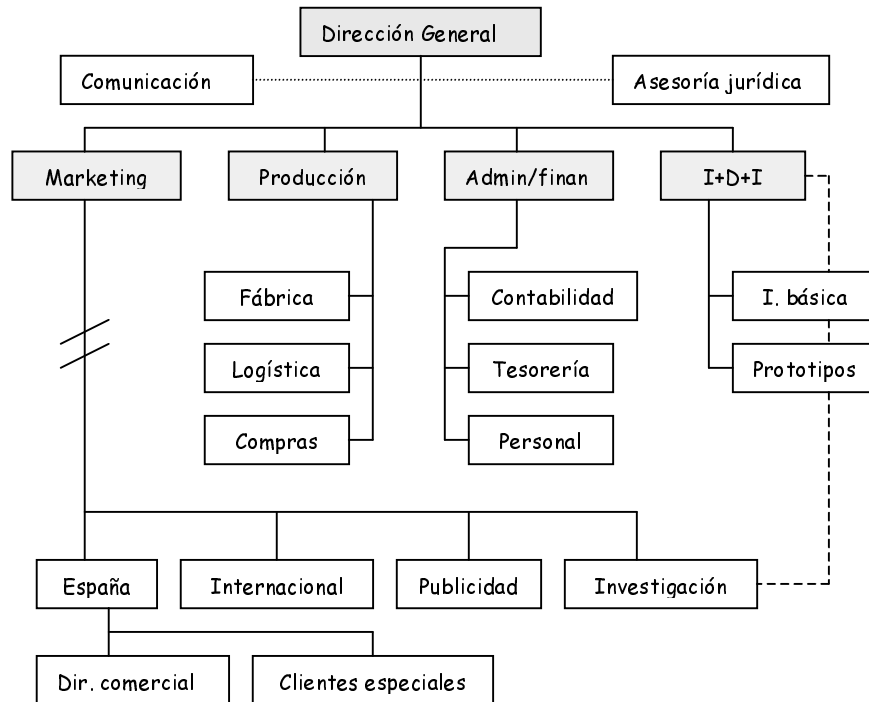 Dirección General
Comunicación
Asesoría jurídica
Marketing
Producción
Admin/finan
I+D+I
Fábrica
Contabilidad
I. básica
Logística
Tesorería
Prototipos
Compras
Personal
España
Internacional
Publicidad
Investigación
Dir. comercial
Clientes especiales